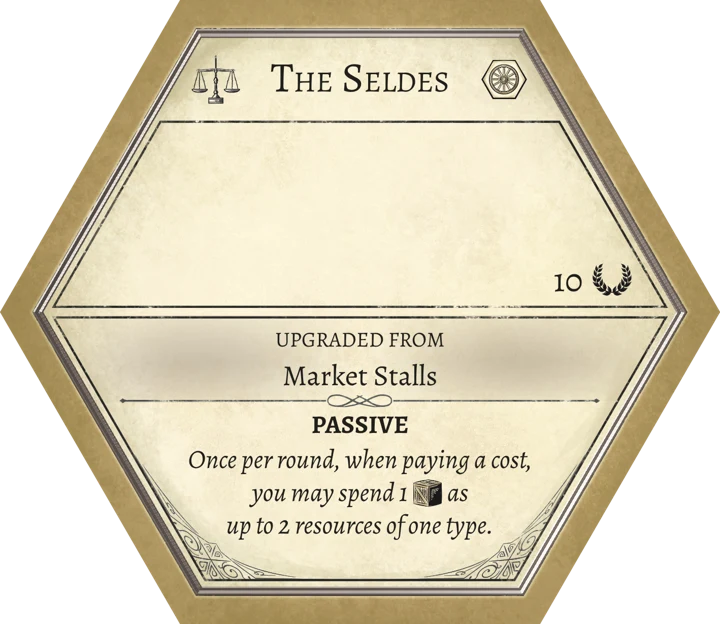 The Seldes
10
UPGRADED FROM
Market Stalls
PASSIVE
Once per round, when paying a cost,
you may spend 1 as
up to 2 resources of one type.